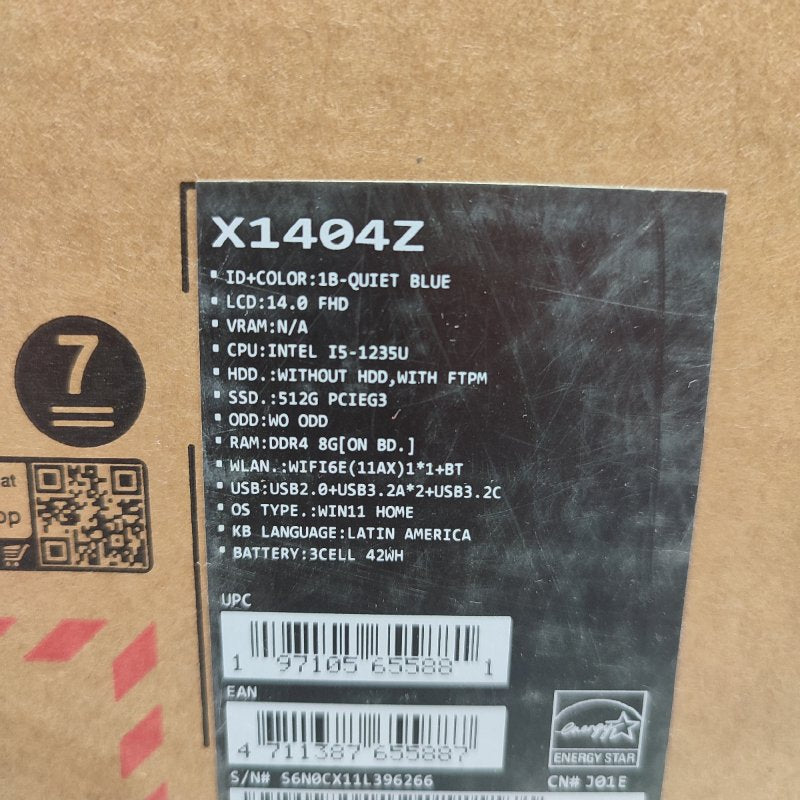 X1404Z
ID+COLOR:1B-QUIET BLUE
LCD:14.0 FHD
VRAM:N/A
CPU:INTEL I5-1235U
HDD.:WITHOUT HDD,WITH FTPM
SSD.:512G PCIEG3
ODD:WO ODD
RAM:DDR4 8G[ON BD.]
WLAN.:WIFI6E(11AX)1*1+BT
USB:USB2.0+USB3.2A*2+USB3.2C
OS TYPE.:WIN11 HOME
KB LANGUAGE:LATIN AMERICA
BATTERY:3CELL 42WH
UPC
1 97105 65588 1
EAN
4 711387 655887
S/N# S6N0CX11L396266
energy
ENERGY STAR
CN# J01E
7
at
op